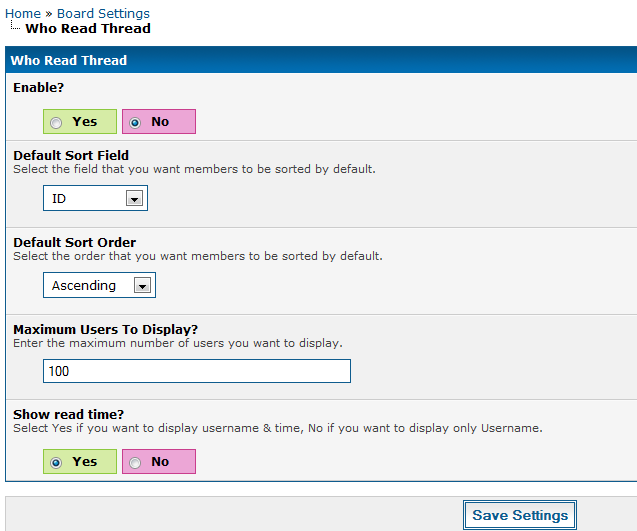 Home » Board Settings
Who Read Thread
Who Read Thread
Enable?
Yes No
Default Sort Field
Select the field that you want members to be sorted by default.
ID
Default Sort Order
Select the order that you want members to be sorted by default.
Ascending
Maximum Users To Display?
Enter the maximum number of users you want to display.
100
Show read time?
Select Yes if you want to display username & time, No if you want to display only Username.
Yes No
Save Settings